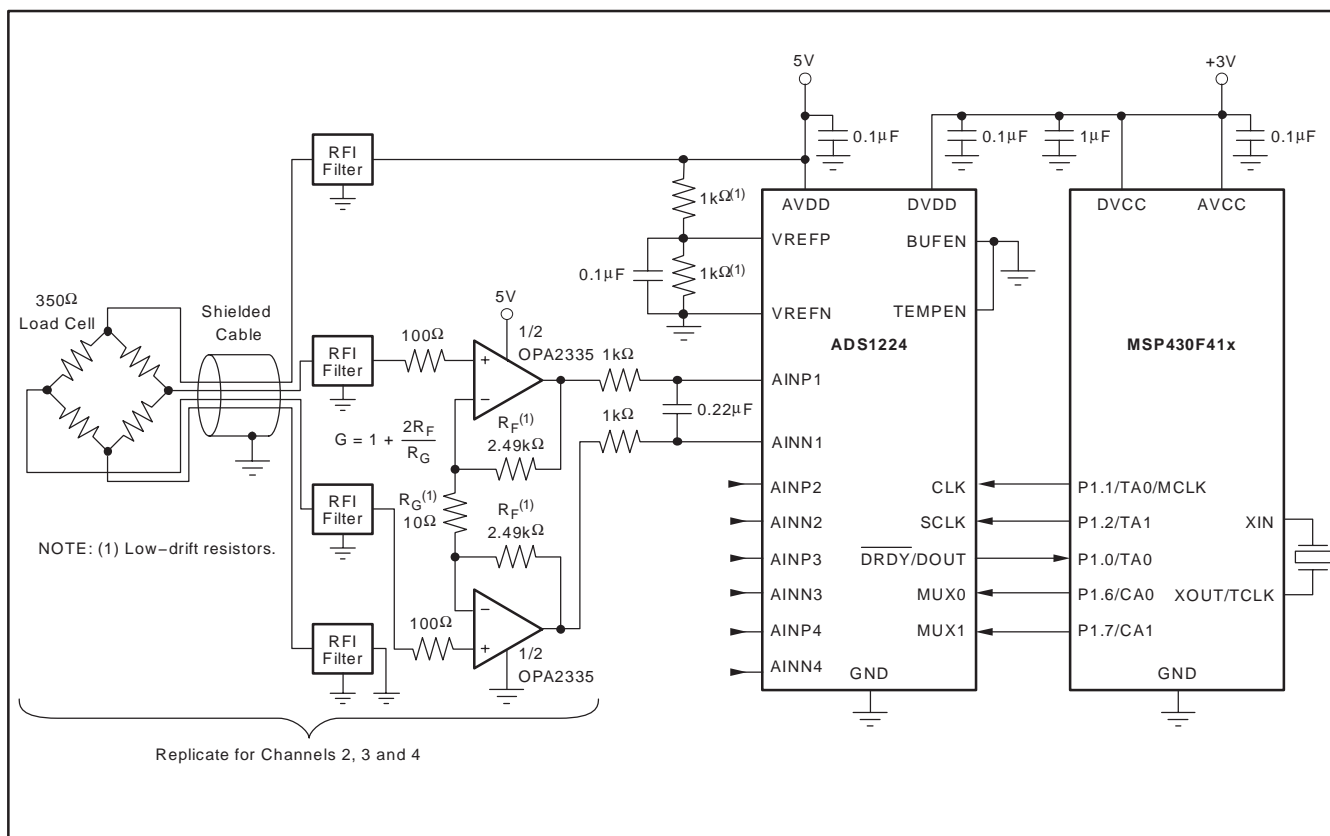 5V
+3V
0.1µF
0.1µF
1µF
0.1µF
RFI
Filter
1kΩ(1)
AVDD
DVDD
DVCC
AVCC
VREFP
BUFEN
0.1µF
1kΩ(1)
350Ω
Load Cell
Shielded
Cable
5V
VREFN
TEMPEN
100Ω
1/2
OPA2335
ADS1224
MSP430F41x
RFI
Filter
+
−
1kΩ
AINP1
0.22µF
1kΩ
AINN1
G = 1 + 2RF
RG
RF(1)
2.49kΩ
AINP2
CLK
P1.1/TA0/MCLK
RG(1)
10Ω
RF(1)
2.49kΩ
AINN2
SCLK
P1.2/TA1
XIN
RFI
Filter
NOTE: (1) Low−drift resistors.
AINP3
DRDY/DOUT
P1.0/TA0
AINN3
MUX0
P1.6/CA0
XOUT/TCLK
100Ω
−
+
AINP4
MUX1
P1.7/CA1
RFI
Filter
1/2
OPA2335
AINN4
GND
GND
Replicate for Channels 2, 3 and 4